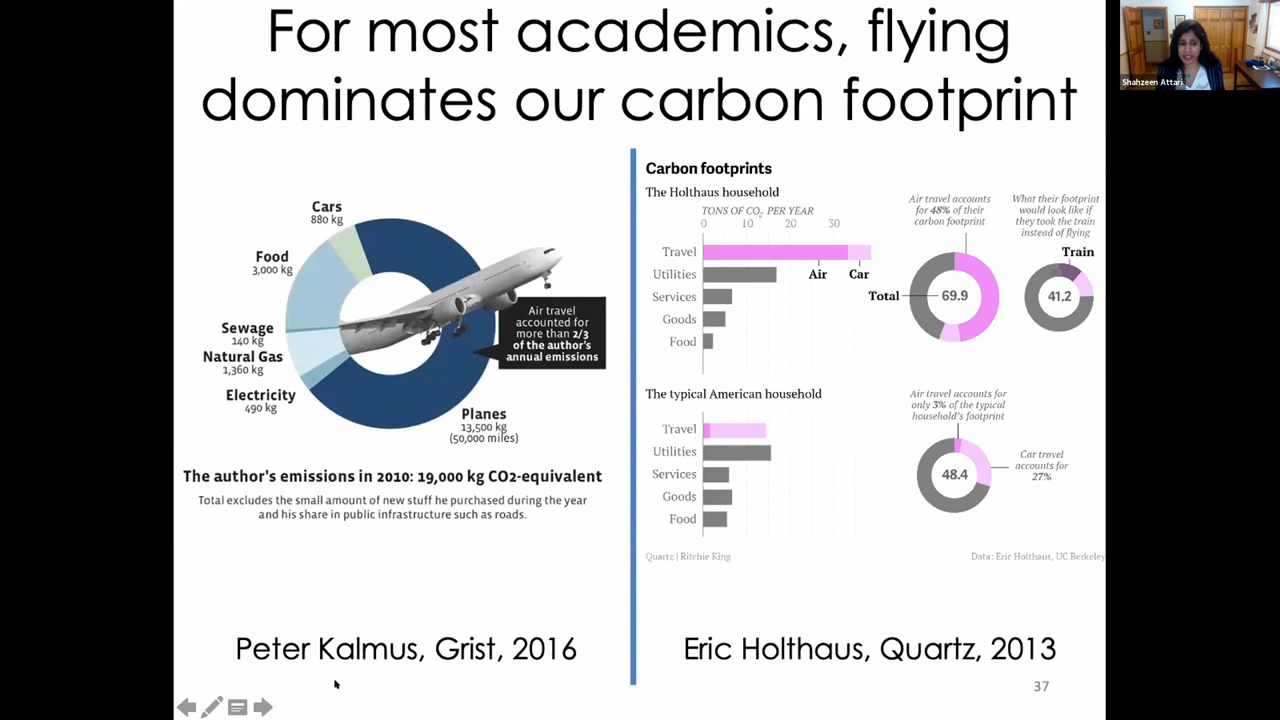 For most academics, flying
dominates our carbon footprint
Shahzeen Attari
Cars
880 kg
Food
3,000 kg
Sewage
140 kg
Natural Gas
1,360 kg
Electricity
490 kg
Air travel
accounted for
more than 2/3
of the author's
annual emissions
Planes
13,500 kg
(50,000 miles)
The author's emissions in 2010: 19,000 kg CO2-equivalent
Total excludes the small amount of new stuff he purchased during the year
and his share in public infrastructure such as roads.
Peter Kalmus, Grist, 2016
Carbon footprints
The Holthaus household
TONS OF CO2 PER YEAR
0 10 20 30
Travel
Utilities
Services
Goods
Food
Air Car
Air travel accounts
for 48% of their
carbon footprint
Total
69.9
What their footprint
would look like if
they took the train
instead of flying
Train
41.2
The typical American household
Travel
Utilities
Services
Goods
Food
Air travel accounts for
only 3% of the typical
household's footprint
48.4
Car travel
accounts for
27%
Quartz | Ritchie King
Data: Eric Holthaus, UC Berkeley
Eric Holthaus, Quartz, 2013
37